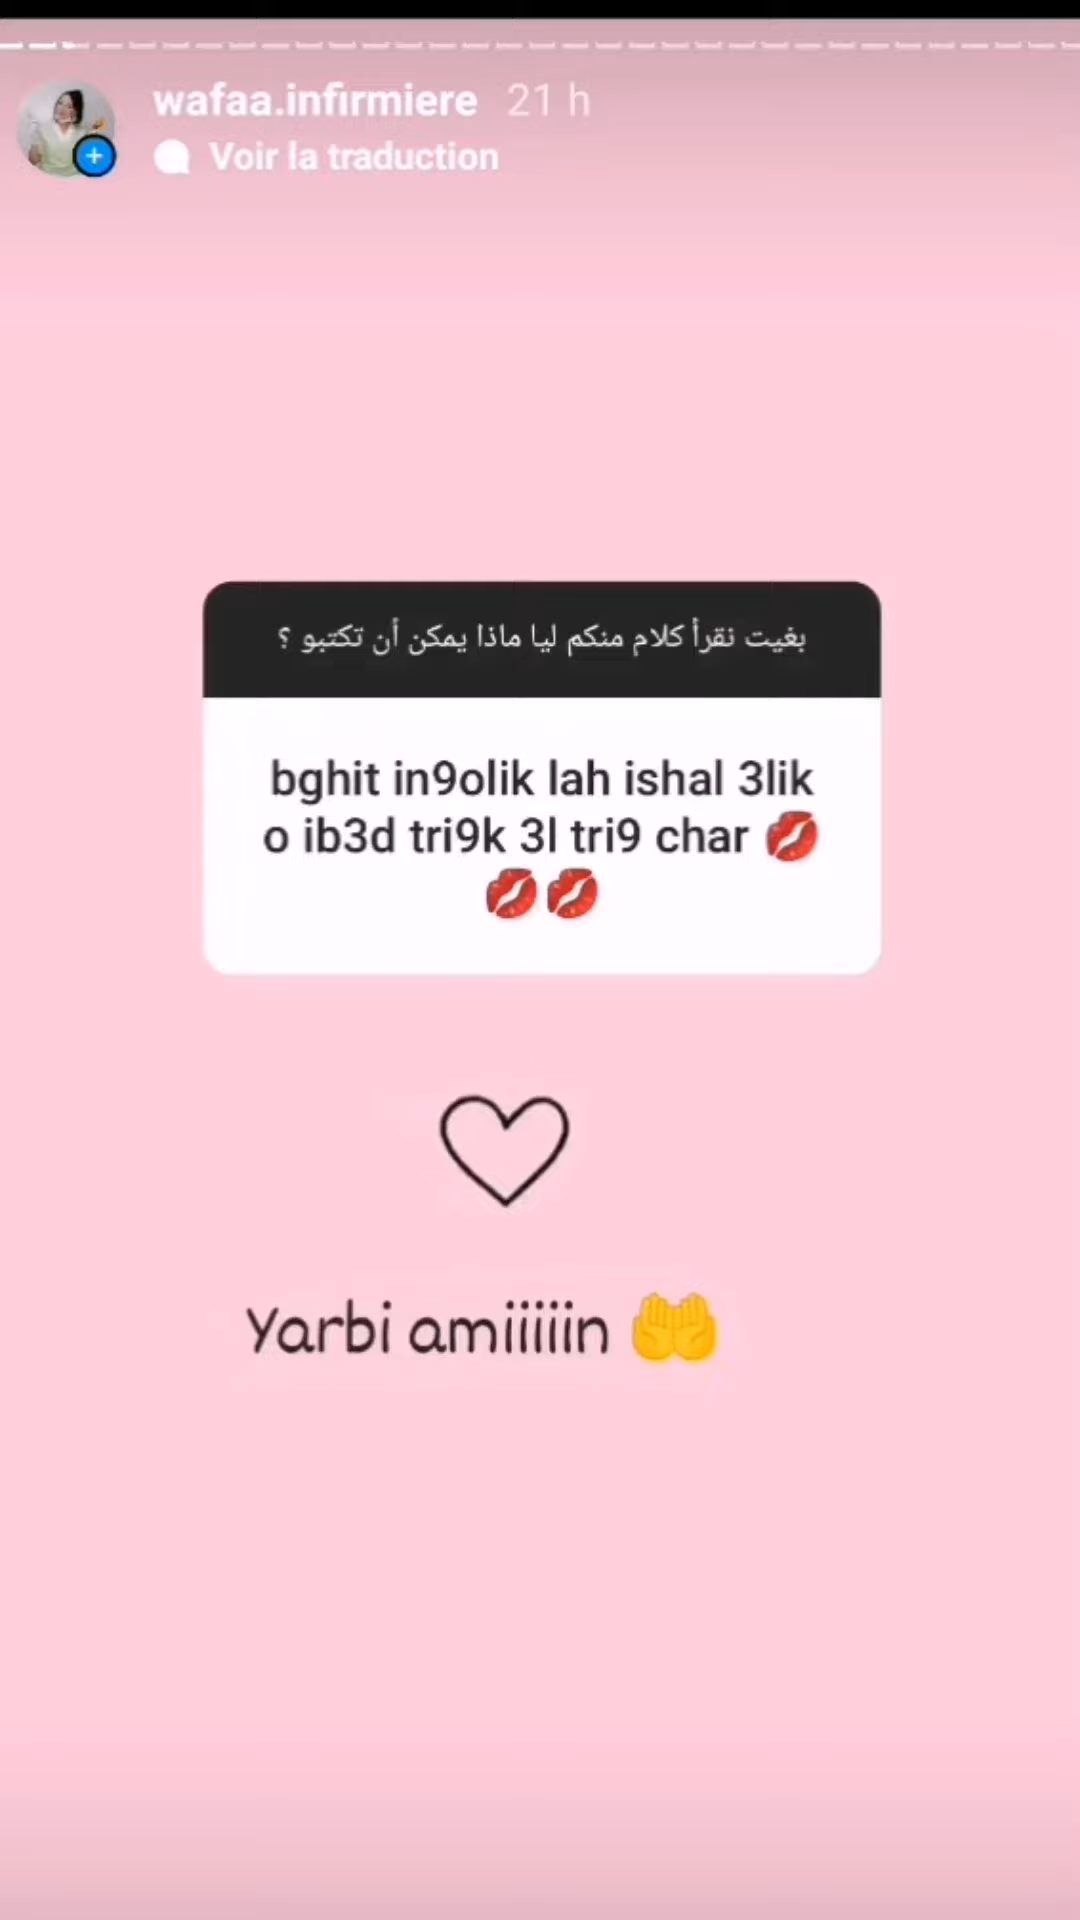 wafaa.infirmiere 21 h
Voir la traduction
بغيت نقرأ كلام منكم ليا ماذا يمكن أن تكتبو ؟
bghit in9olik lah ishal 3lik
o ib3d tri9k 3l tri9 char 💋
💋💋
Yarbi amiiiiin 🤲